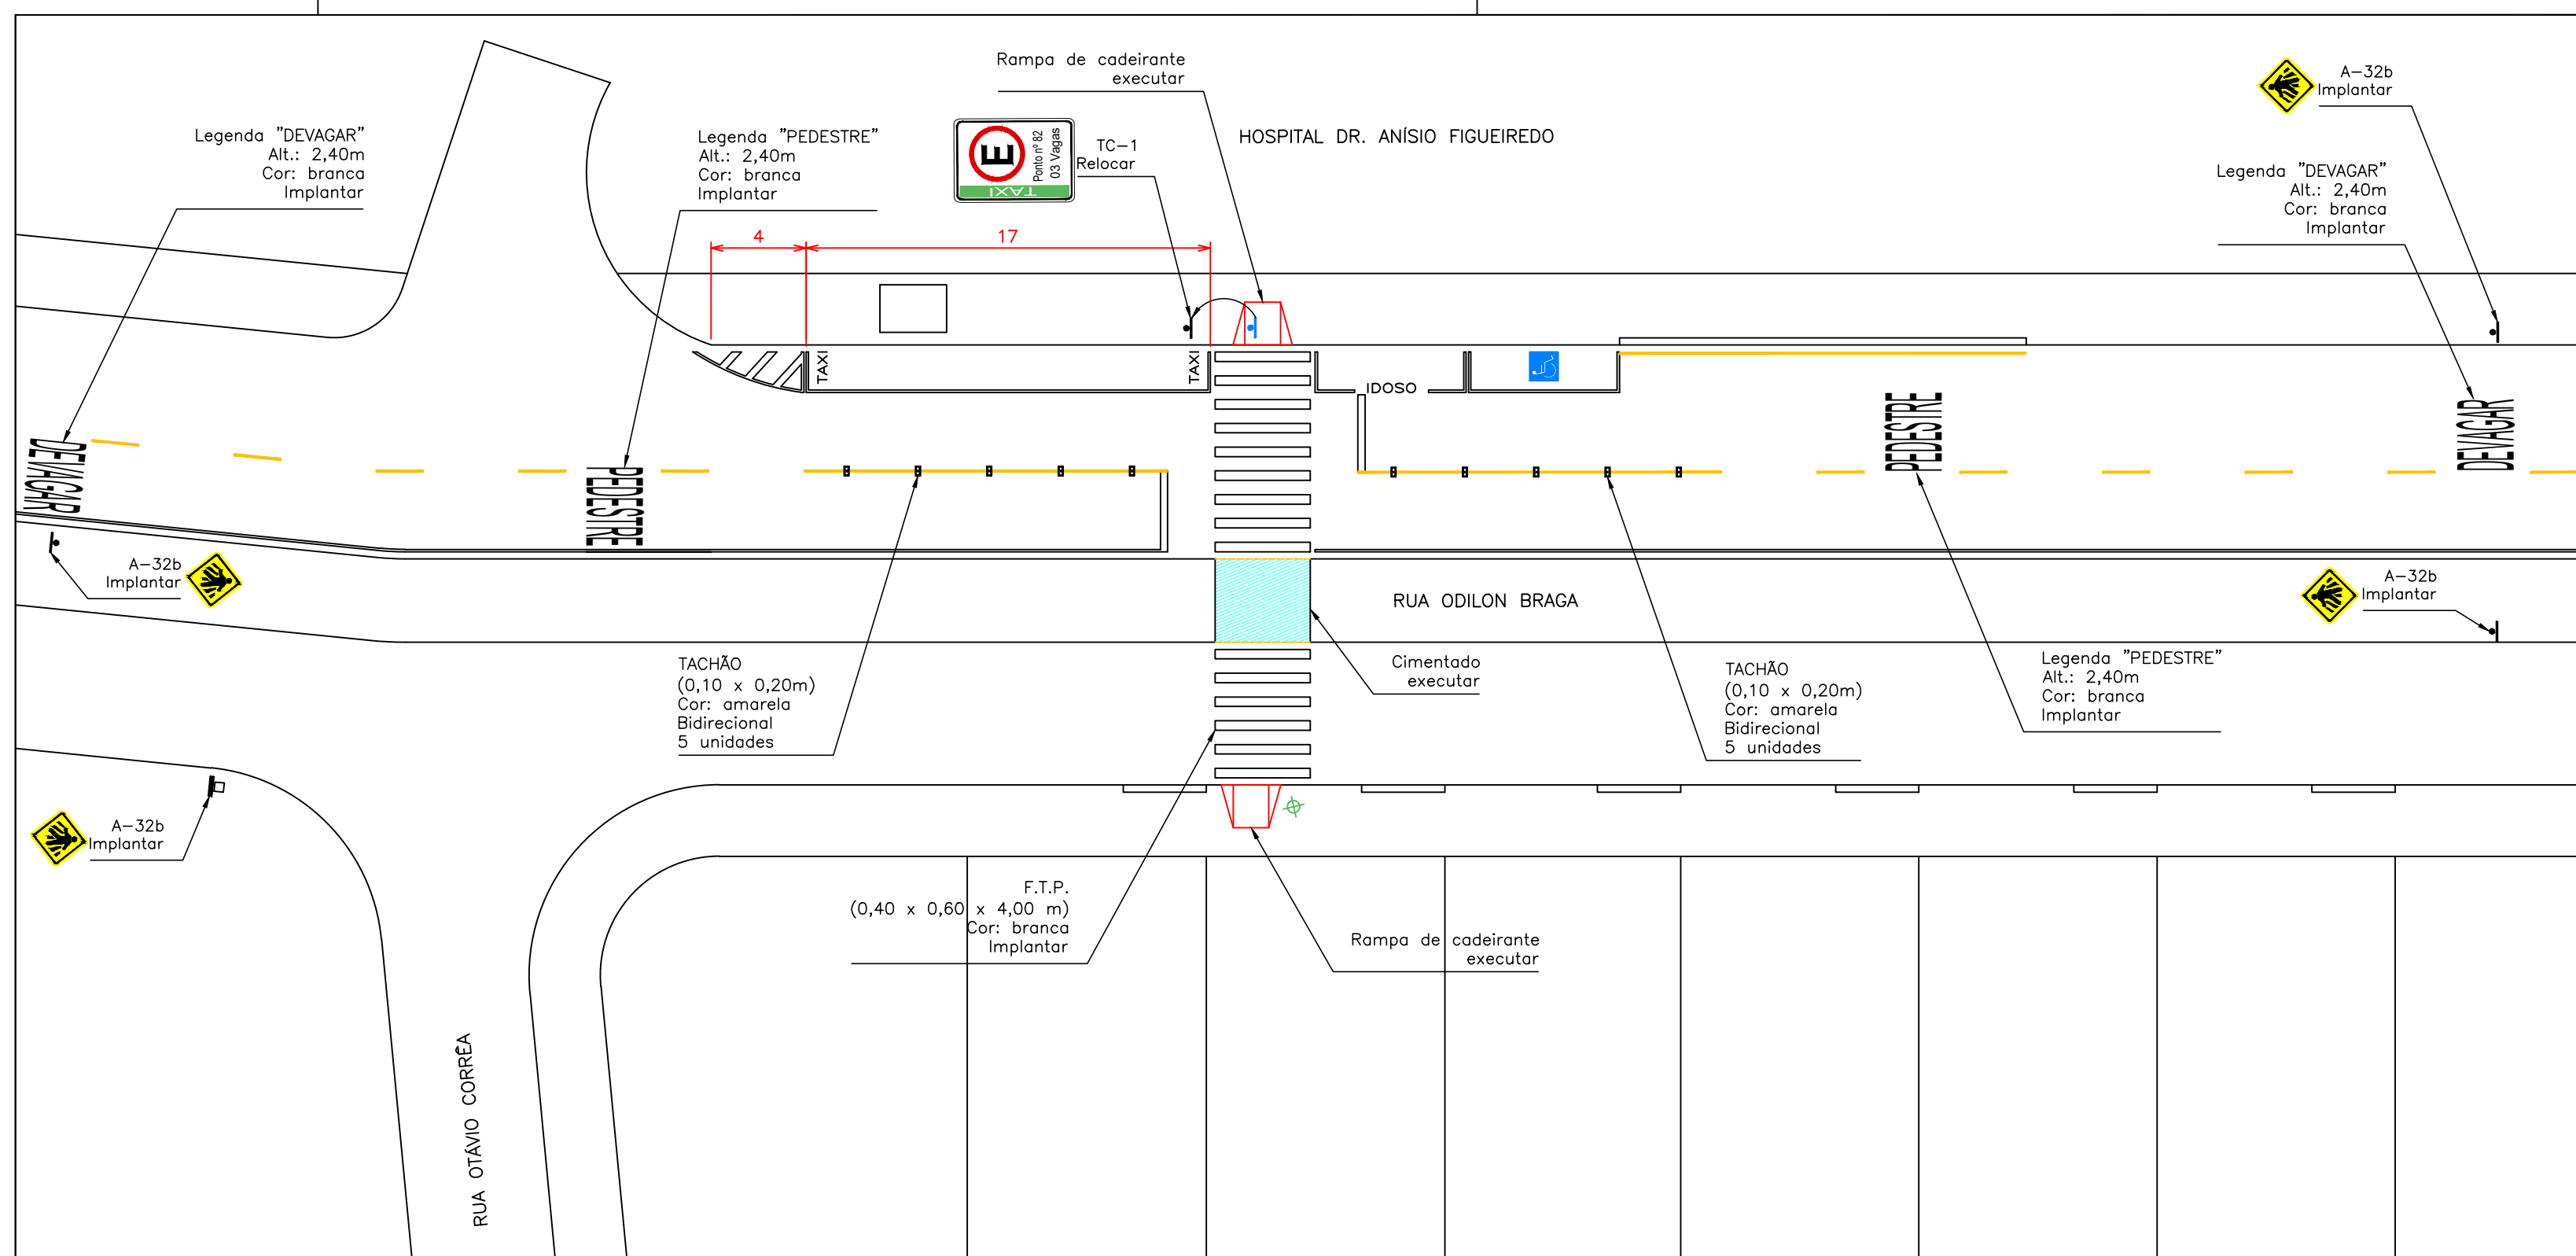 Rampa de cadeirante
executar
A-32b
Implantar
Legenda "DEVAGAR"
Alt.: 2,40m
Cor: branca
Implantar
Legenda "PEDESTRE"
Alt.: 2,40m
Cor: branca
Implantar
E
Ponto nº 82
03 Vagas
TAXI
TC-1
Relocar
HOSPITAL DR. ANÍSIO FIGUEIREDO
Legenda "DEVAGAR"
Alt.: 2,40m
Cor: branca
Implantar
4
17
TAXI
TAXI
IDOSO
DEVAGAR
PEDESTRE
PEDESTRE
DEVAGAR
A-32b
Implantar
RUA ODILON BRAGA
A-32b
Implantar
TACHÃO
(0,10 x 0,20m)
Cor: amarela
Bidirecional
5 unidades
Cimentado
executar
TACHÃO
(0,10 x 0,20m)
Cor: amarela
Bidirecional
5 unidades
Legenda "PEDESTRE"
Alt.: 2,40m
Cor: branca
Implantar
A-32b
Implantar
F.T.P.
(0,40 x 0,60 x 4,00 m)
Cor: branca
Implantar
Rampa de cadeirante
executar
RUA OTÁVIO CORRÊA